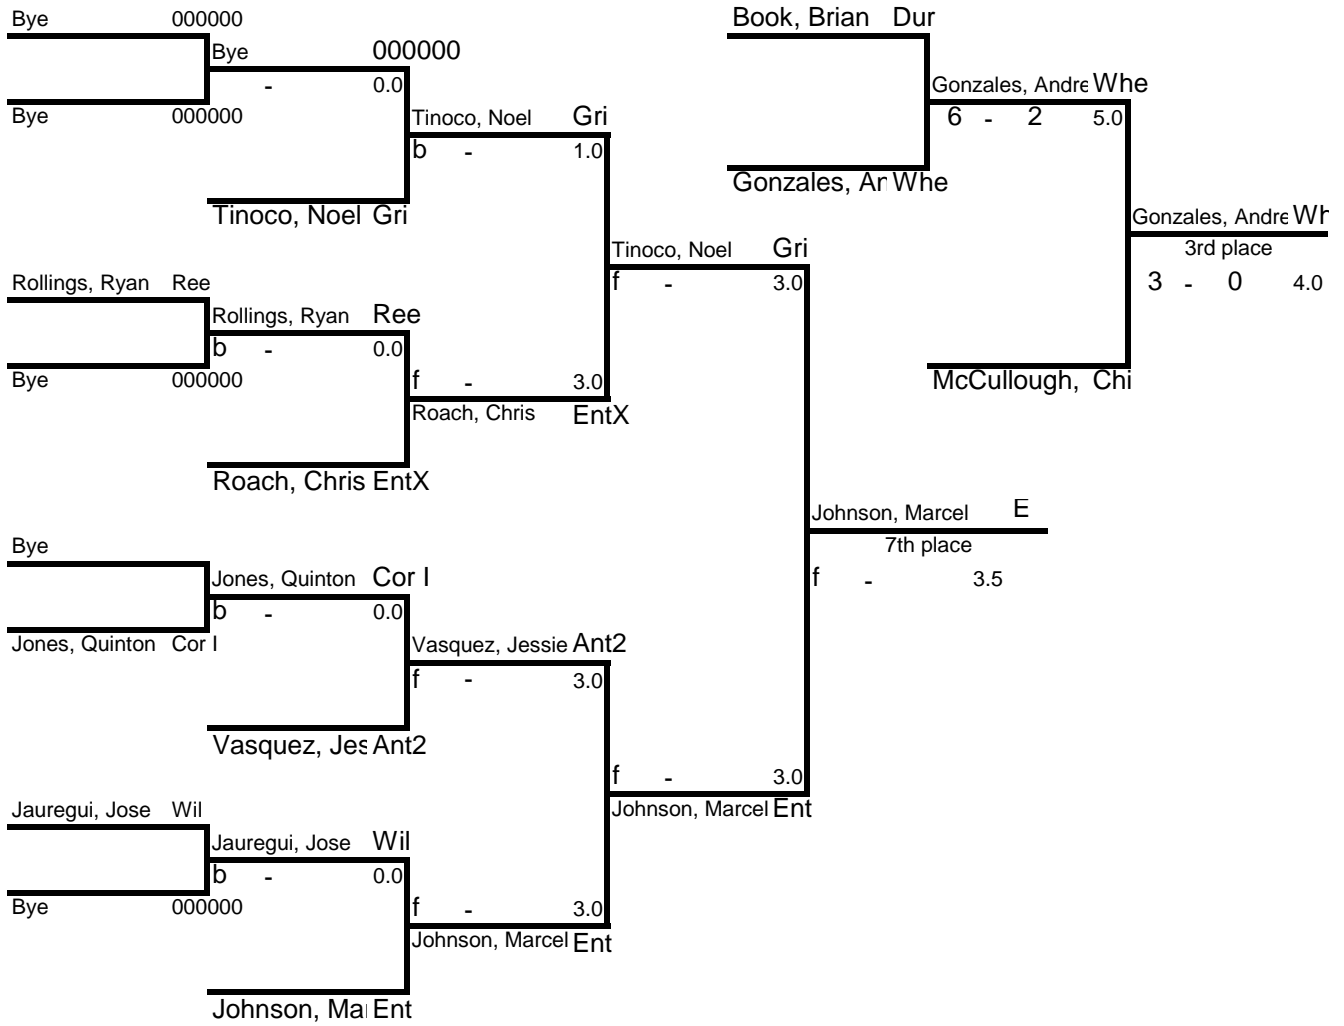 Bye 000000
Bye 000000
- 0.0
Bye 000000
Tinoco, Noel Gri
b - 1.0
Tinoco, Noel Gri
Tinoco, Noel Gri
f - 3.0
Rollings, Ryan Ree
Rollings, Ryan Ree
b - 0.0
Bye 000000
f - 3.0
Roach, Chris EntX
Roach, Chris EntX
Johnson, Marcel E
7th place
f - 3.5
Bye
Jones, Quinton Cor I
b - 0.0
Jones, Quinton Cor I
Vasquez, Jessie Ant2
f - 3.0
Vasquez, Jes Ant2
f - 3.0
Johnson, Marcel Ent
Jauregui, Jose Wil
Jauregui, Jose Wil
b - 0.0
Bye 000000
f - 3.0
Johnson, Marcel Ent
Johnson, Mar Ent
Book, Brian Dur
Gonzales, Andre Whe
6 - 2 5.0
Gonzales, An Whe
Gonzales, Andre Wh
3rd place
3 - 0 4.0
McCullough, Chi